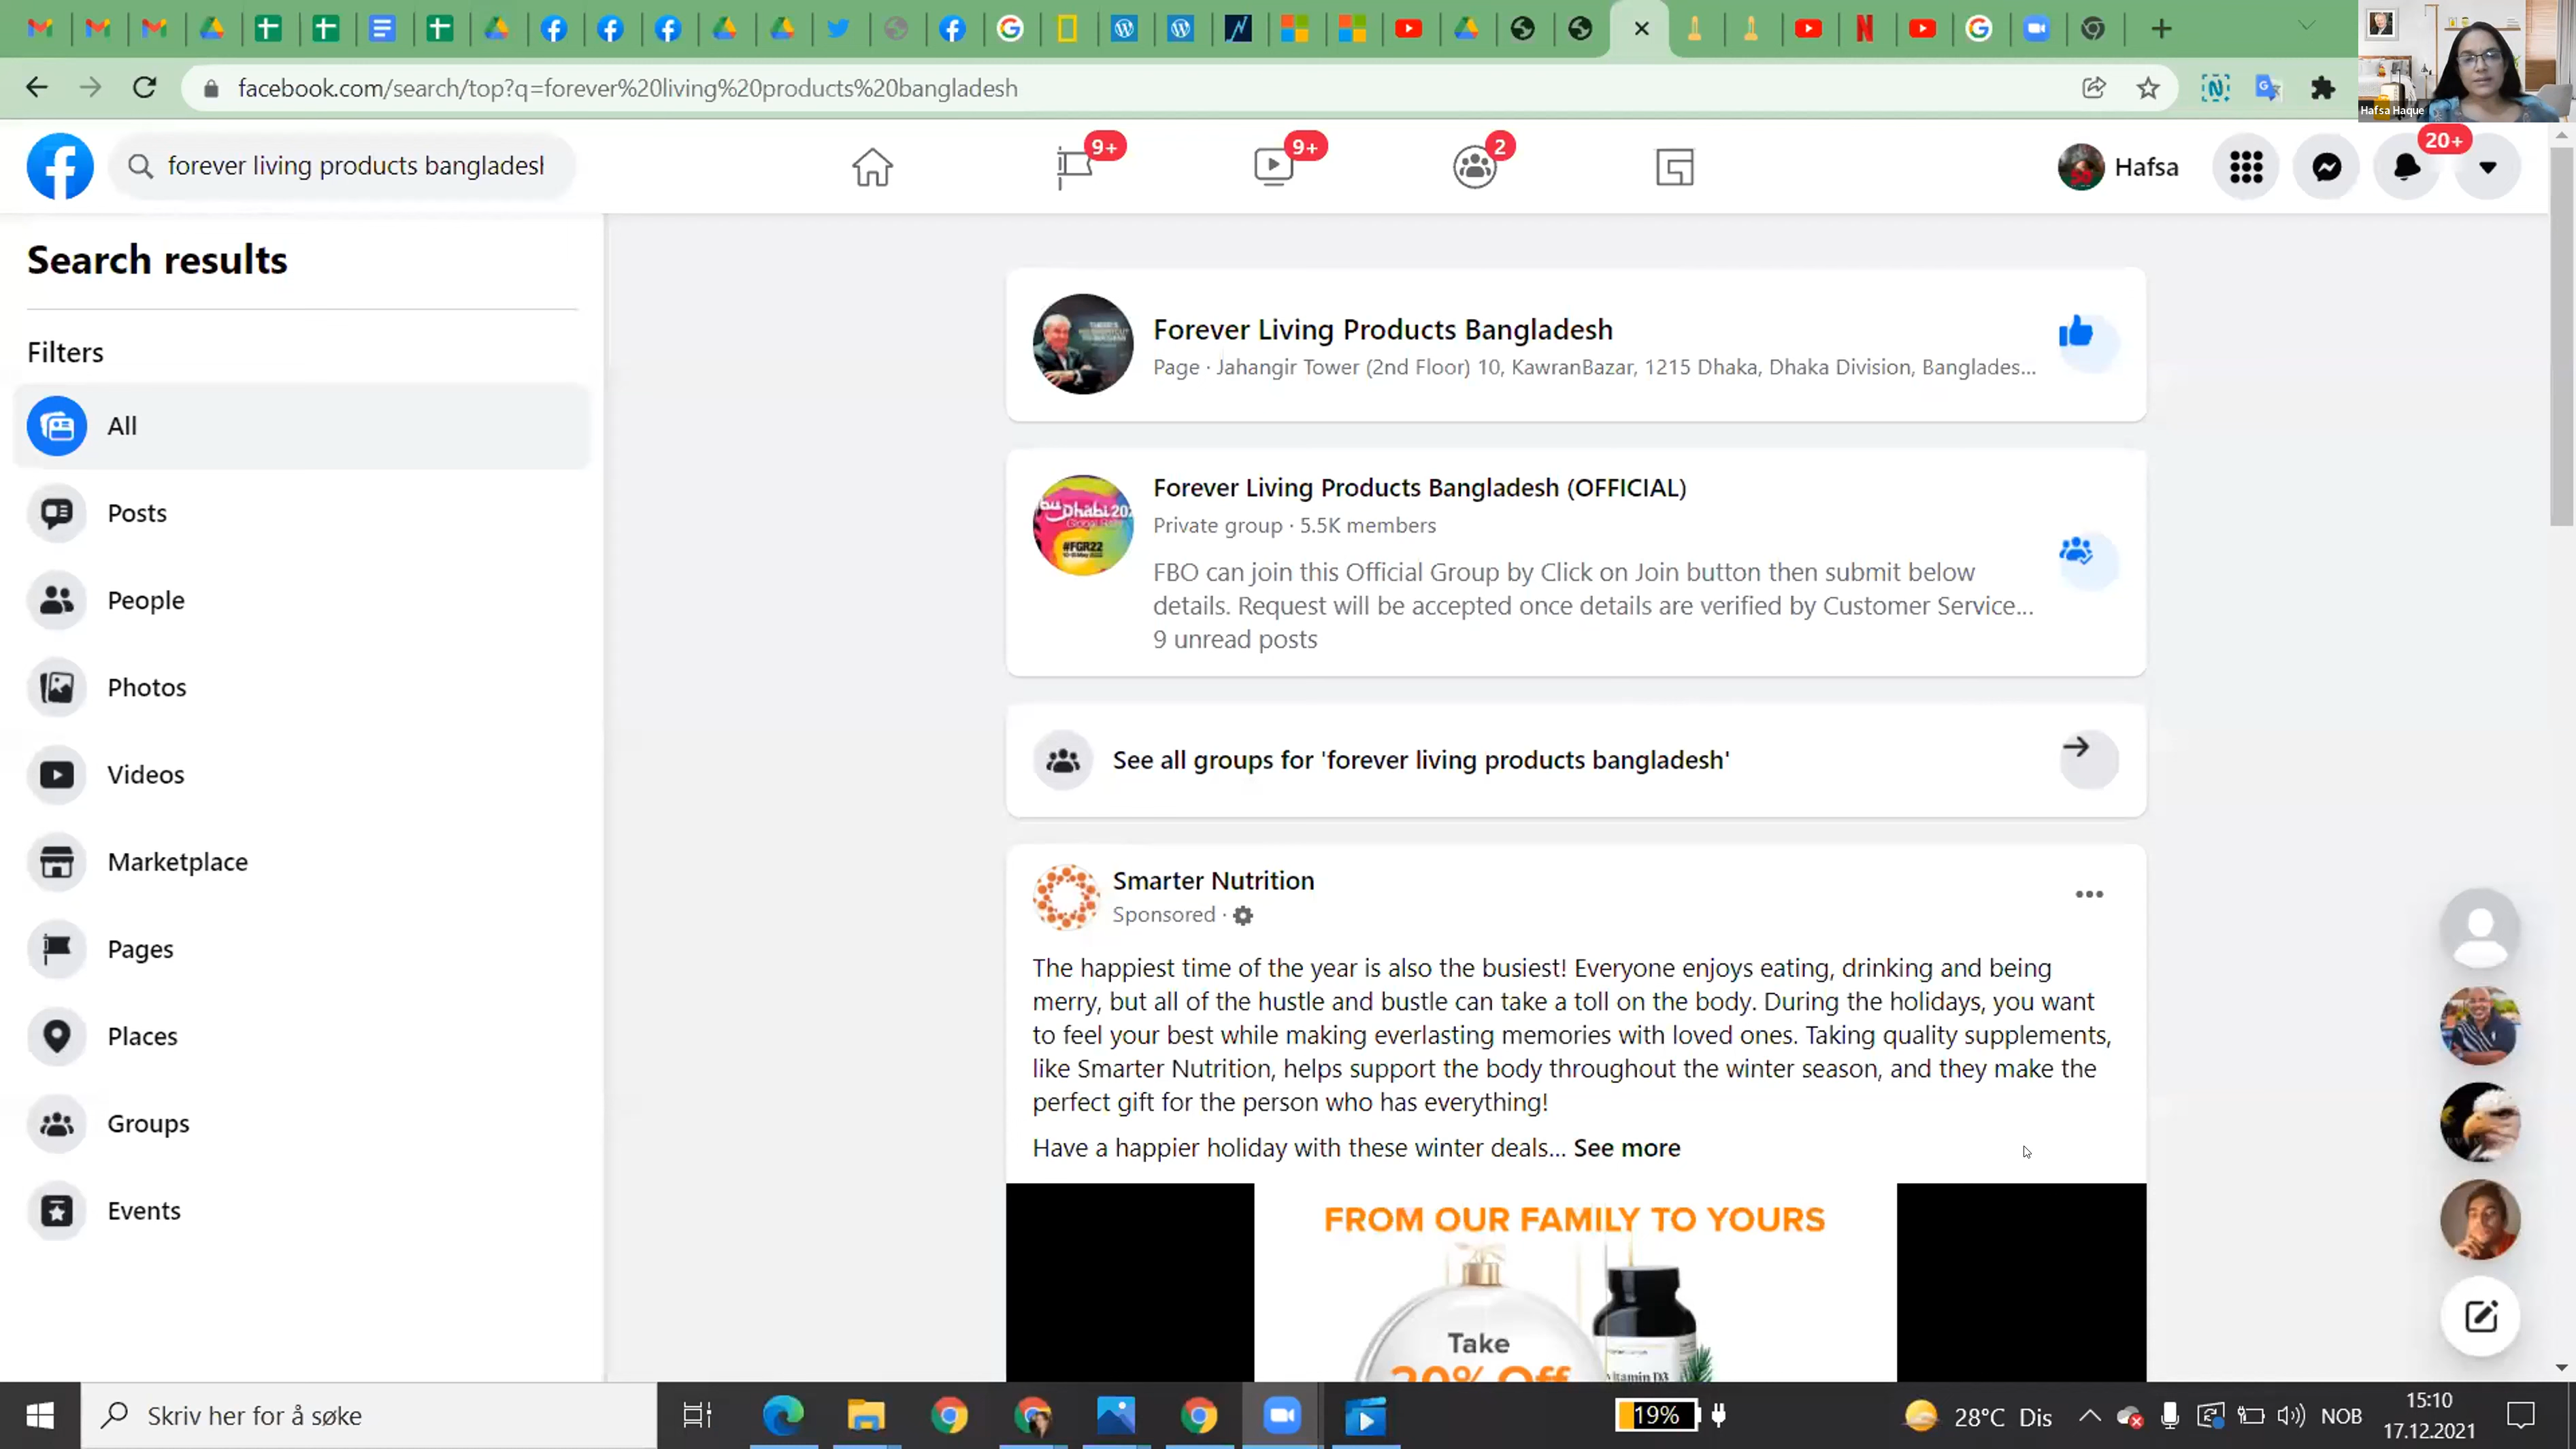 facebook.com/search/top?q=forever%20living%20products%20bangladesh
Hafsa Haque
forever living products bangladesl
9+
9+
2
Hafsa
20+
Search results
Filters
All
Posts
People
Photos
Videos
Marketplace
Pages
Places
Groups
Events
Forever Living Products Bangladesh
Page · Jahangir Tower (2nd Floor) 10, KawranBazar, 1215 Dhaka, Dhaka Division, Banglades...
#FGR22
Forever Living Products Bangladesh (OFFICIAL)
Private group · 5.5K members
FBO can join this Official Group by Click on Join button then submit below
details. Request will be accepted once details are verified by Customer Service...
9 unread posts
See all groups for 'forever living products bangladesh'
Smarter Nutrition
Sponsored ·
The happiest time of the year is also the busiest! Everyone enjoys eating, drinking and being
merry, but all of the hustle and bustle can take a toll on the body. During the holidays, you want
to feel your best while making everlasting memories with loved ones. Taking quality supplements,
like Smarter Nutrition, helps support the body throughout the winter season, and they make the
perfect gift for the person who has everything!
Have a happier holiday with these winter deals... See more
FROM OUR FAMILY TO YOURS
Take
20% Off
Skriv her for å søke
19%
28°C Dis
NOB
15:10
17.12.2021